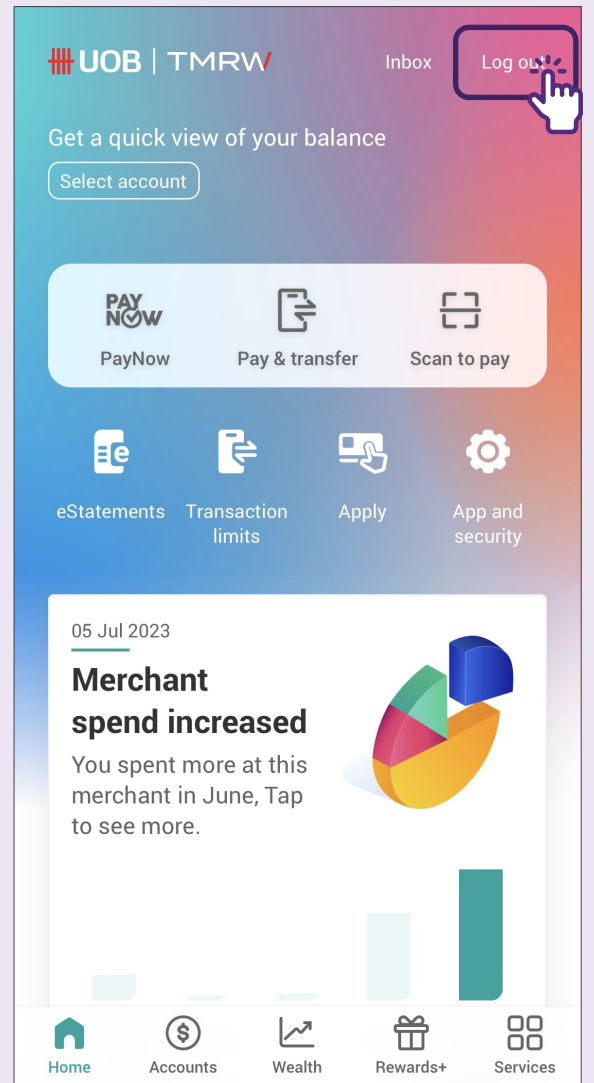 UOB | TMRW
Inbox
Log out
Get a quick view of your balance
Select account
PAY
NOW
PayNow
Pay & transfer
Scan to pay
eStatements
Transaction
limits
Apply
App and
security
05 Jul 2023
Merchant
spend increased
You spent more at this
merchant in June, Tap
to see more.
Home
Accounts
Wealth
Rewards+
Services